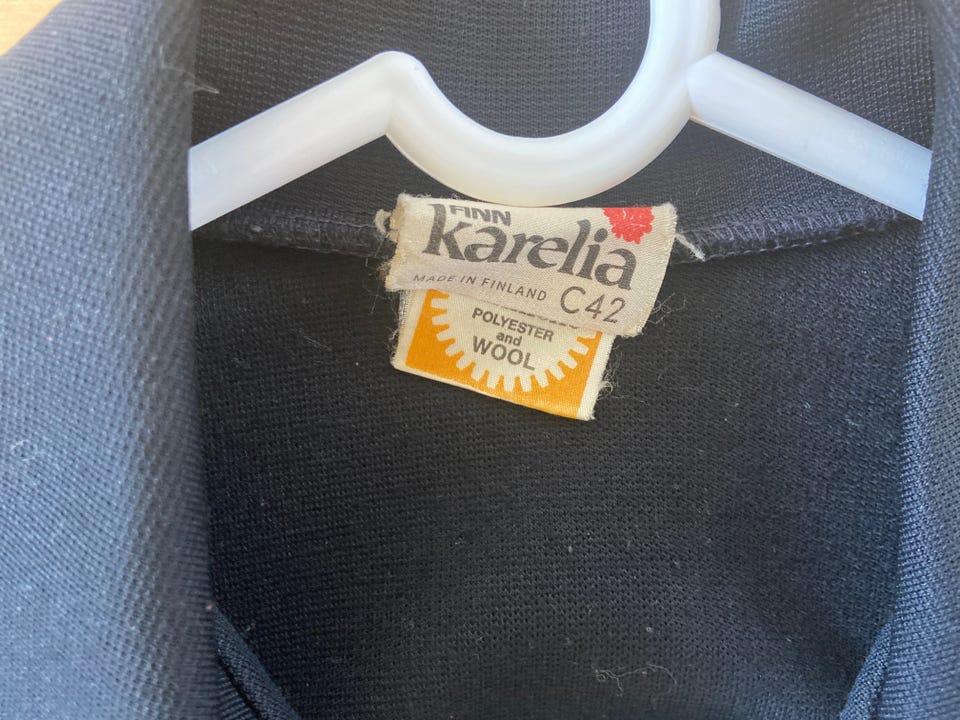 FINN
karelia
MADE IN FINLAND C42
POLYESTER
and
WOOL